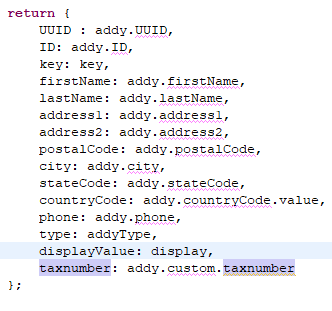 return {
UUID : addy.UUID,
ID: addy.ID,
key: key,
firstName: addy.firstName,
lastName: addy.lastName,
address1: addy.address1,
address2: addy.address2,
postalCode: addy.postalCode,
city: addy.city,
stateCode: addy.stateCode,
countryCode: addy.countryCode.value,
phone: addy.phone,
type: addyType,
displayValue: display,
taxnumber: addy.custom.taxnumber
};